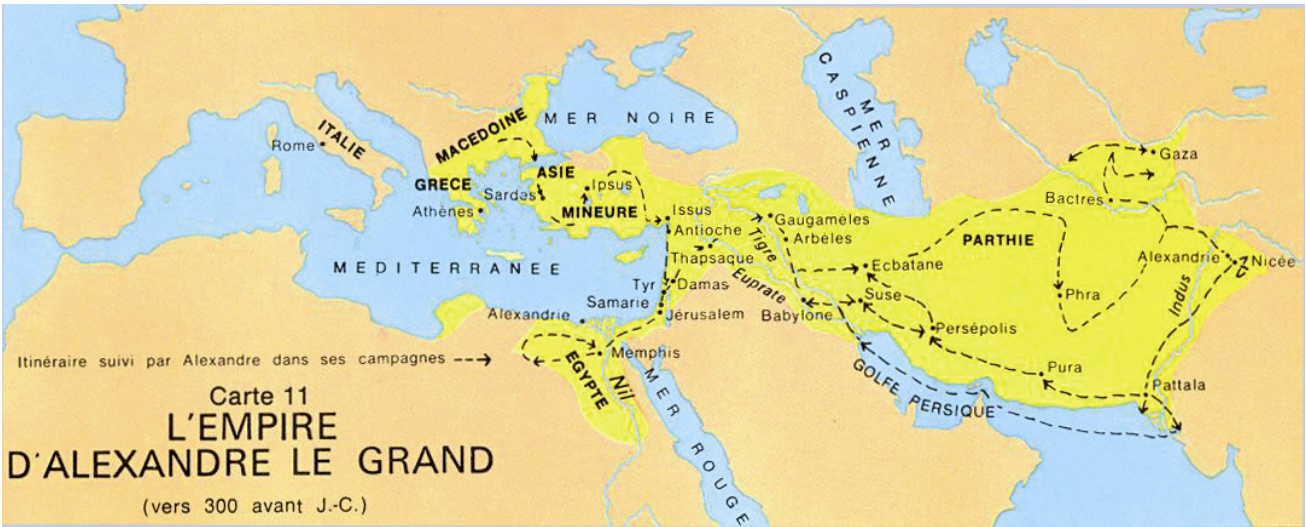 MER NOIRE
MER
CASPIENNE
ITALIE
Rome
MACEDOINE
GRECE
Athènes
ASIE
MINEURE
Sardes
Ipsus
Issus
Antioche
Thapsaque
Gaugamèles
Arbèles
Tigre
Euprate
Gaza
Bactres
PARTHIE
Ecbatane
Alexandrie
Nicée
Indus
Phra
MEDITERRANEE
Tyr
Damas
Samarie
Jérusalem
Alexandrie
Babylone
Suse
Persépolis
Memphis
EGYPTE
Nil
MER ROUGE
GOLFE PERSIQUE
Pura
Pattala
Itinéraire suivi par Alexandre dans ses campagnes
Carte 11
L'EMPIRE
D'ALEXANDRE LE GRAND
(vers 300 avant J.-C.)